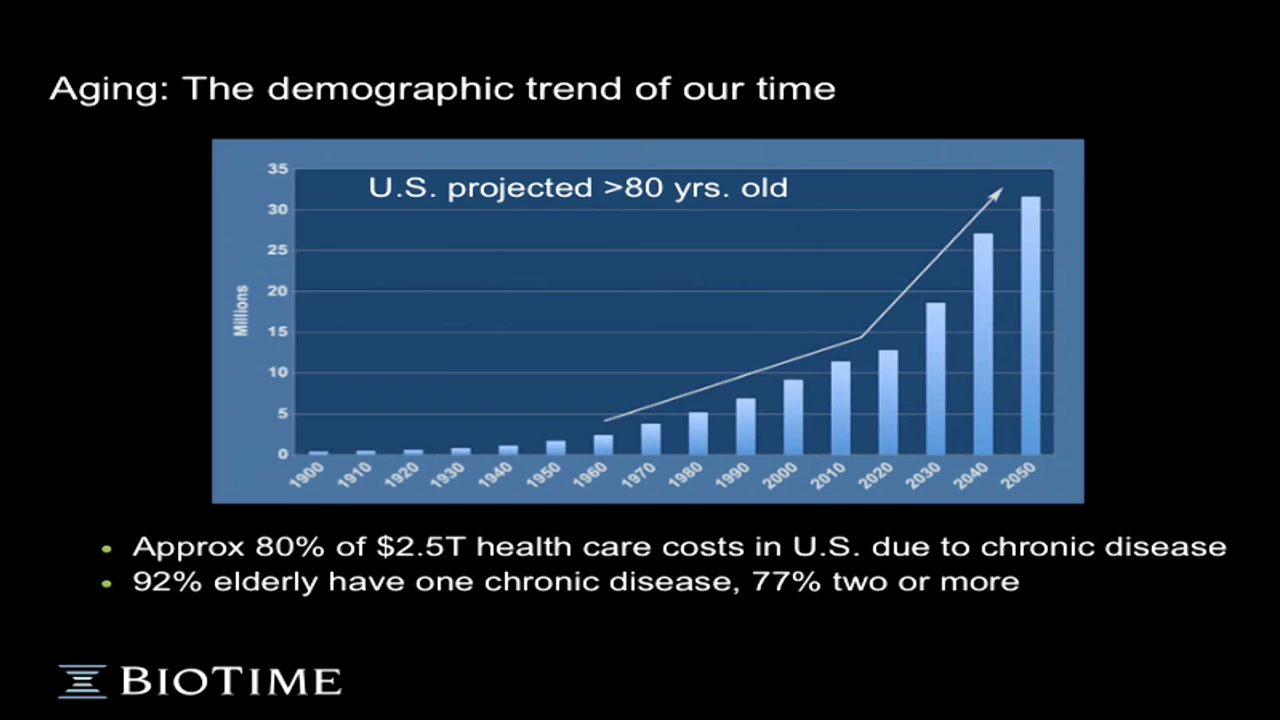 Aging: The demographic trend of our time
U.S. projected >80 yrs. old
Millions
35
30
25
20
15
10
5
0
1900 1910 1920 1930 1940 1950 1960 1970 1980 1990 2000 2010 2020 2030 2040 2050
• Approx 80% of $2.5T health care costs in U.S. due to chronic disease
• 92% elderly have one chronic disease, 77% two or more
BIOTIME